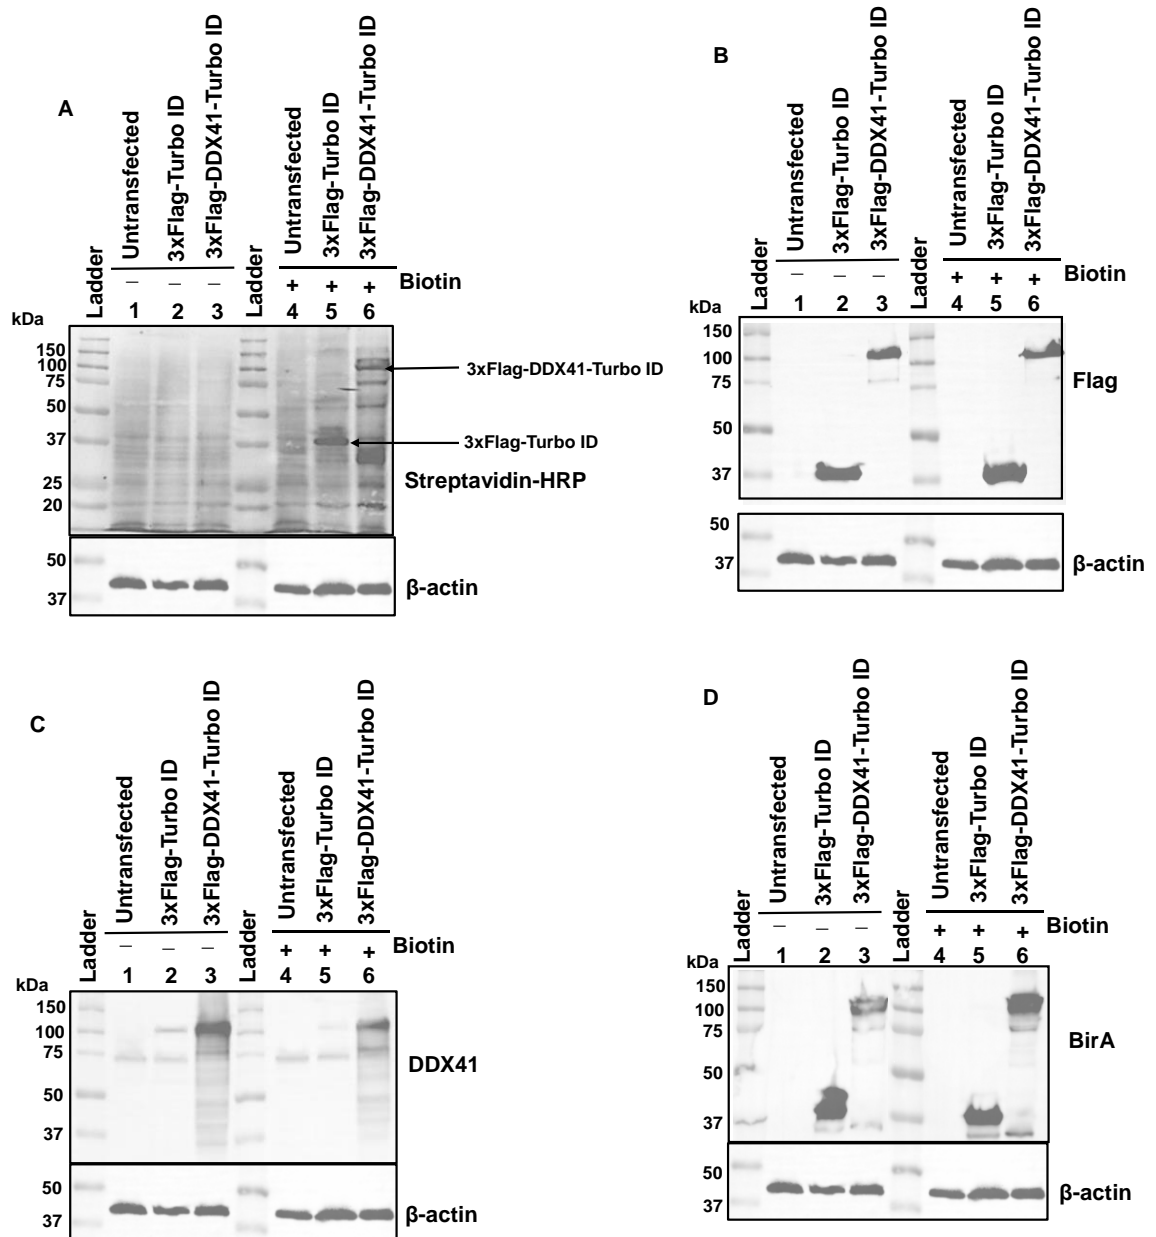 A
Ladder
Untransfected
3xFlag-Turbo ID
3xFlag-DDX41-Turbo ID
Ladder
Untransfected
3xFlag-Turbo ID
3xFlag-DDX41-Turbo ID
– – – + + + Biotin
1 2 3 4 5 6
kDa
150
100
75
50
37
25
20
3xFlag-DDX41-Turbo ID
3xFlag-Turbo ID
Streptavidin-HRP
50
37
β-actin
B
Ladder
Untransfected
3xFlag-Turbo ID
3xFlag-DDX41-Turbo ID
Ladder
Untransfected
3xFlag-Turbo ID
3xFlag-DDX41-Turbo ID
– – – + + + Biotin
1 2 3 4 5 6
kDa
150
100
75
50
37
Flag
50
37
β-actin
C
Ladder
Untransfected
3xFlag-Turbo ID
3xFlag-DDX41-Turbo ID
Ladder
Untransfected
3xFlag-Turbo ID
3xFlag-DDX41-Turbo ID
– – – + + + Biotin
1 2 3 4 5 6
kDa
150
100
75
50
37
DDX41
50
37
β-actin
D
Ladder
Untransfected
3xFlag-Turbo ID
3xFlag-DDX41-Turbo ID
Ladder
Untransfected
3xFlag-Turbo ID
3xFlag-DDX41-Turbo ID
– – – + + + Biotin
1 2 3 4 5 6
kDa
150
100
75
50
37
BirA
50
37
β-actin